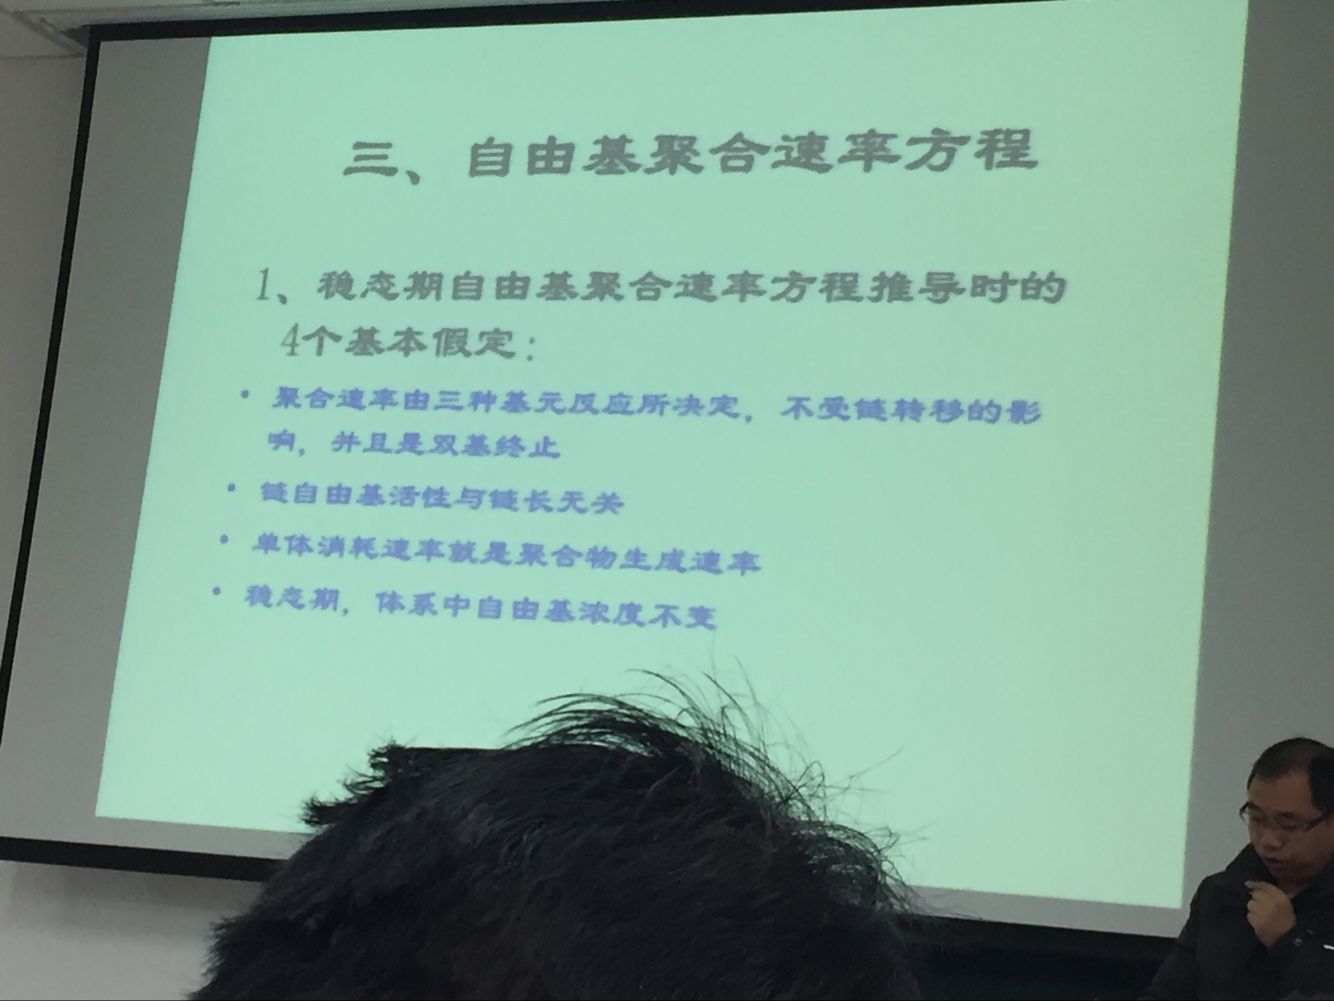 三、自由基聚合速率方程
1、稳态期自由基聚合速率方程推导时的
4个基本假定：
• 聚合速率由三种基元反应所决定，不受链转移的影
响，并且是双基终止
• 链自由基活性与链长无关
• 单体消耗速率就是聚合物生成速率
• 稳态期，体系中自由基浓度不变